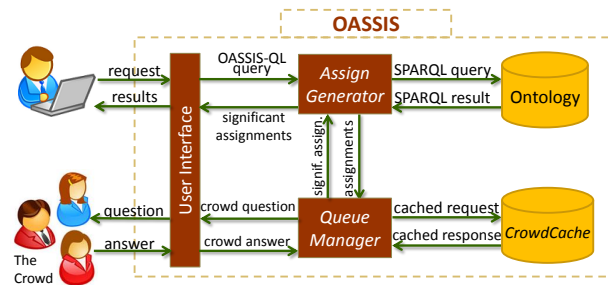 OASSIS
request
results
User Interface
OASSIS-QL
query
significant
assignments
Assign
Generator
SPARQL query
SPARQL result
Ontology
signif. assign.
assignments
question
answer
The
Crowd
crowd question
crowd answer
Queue
Manager
cached request
cached response
CrowdCache